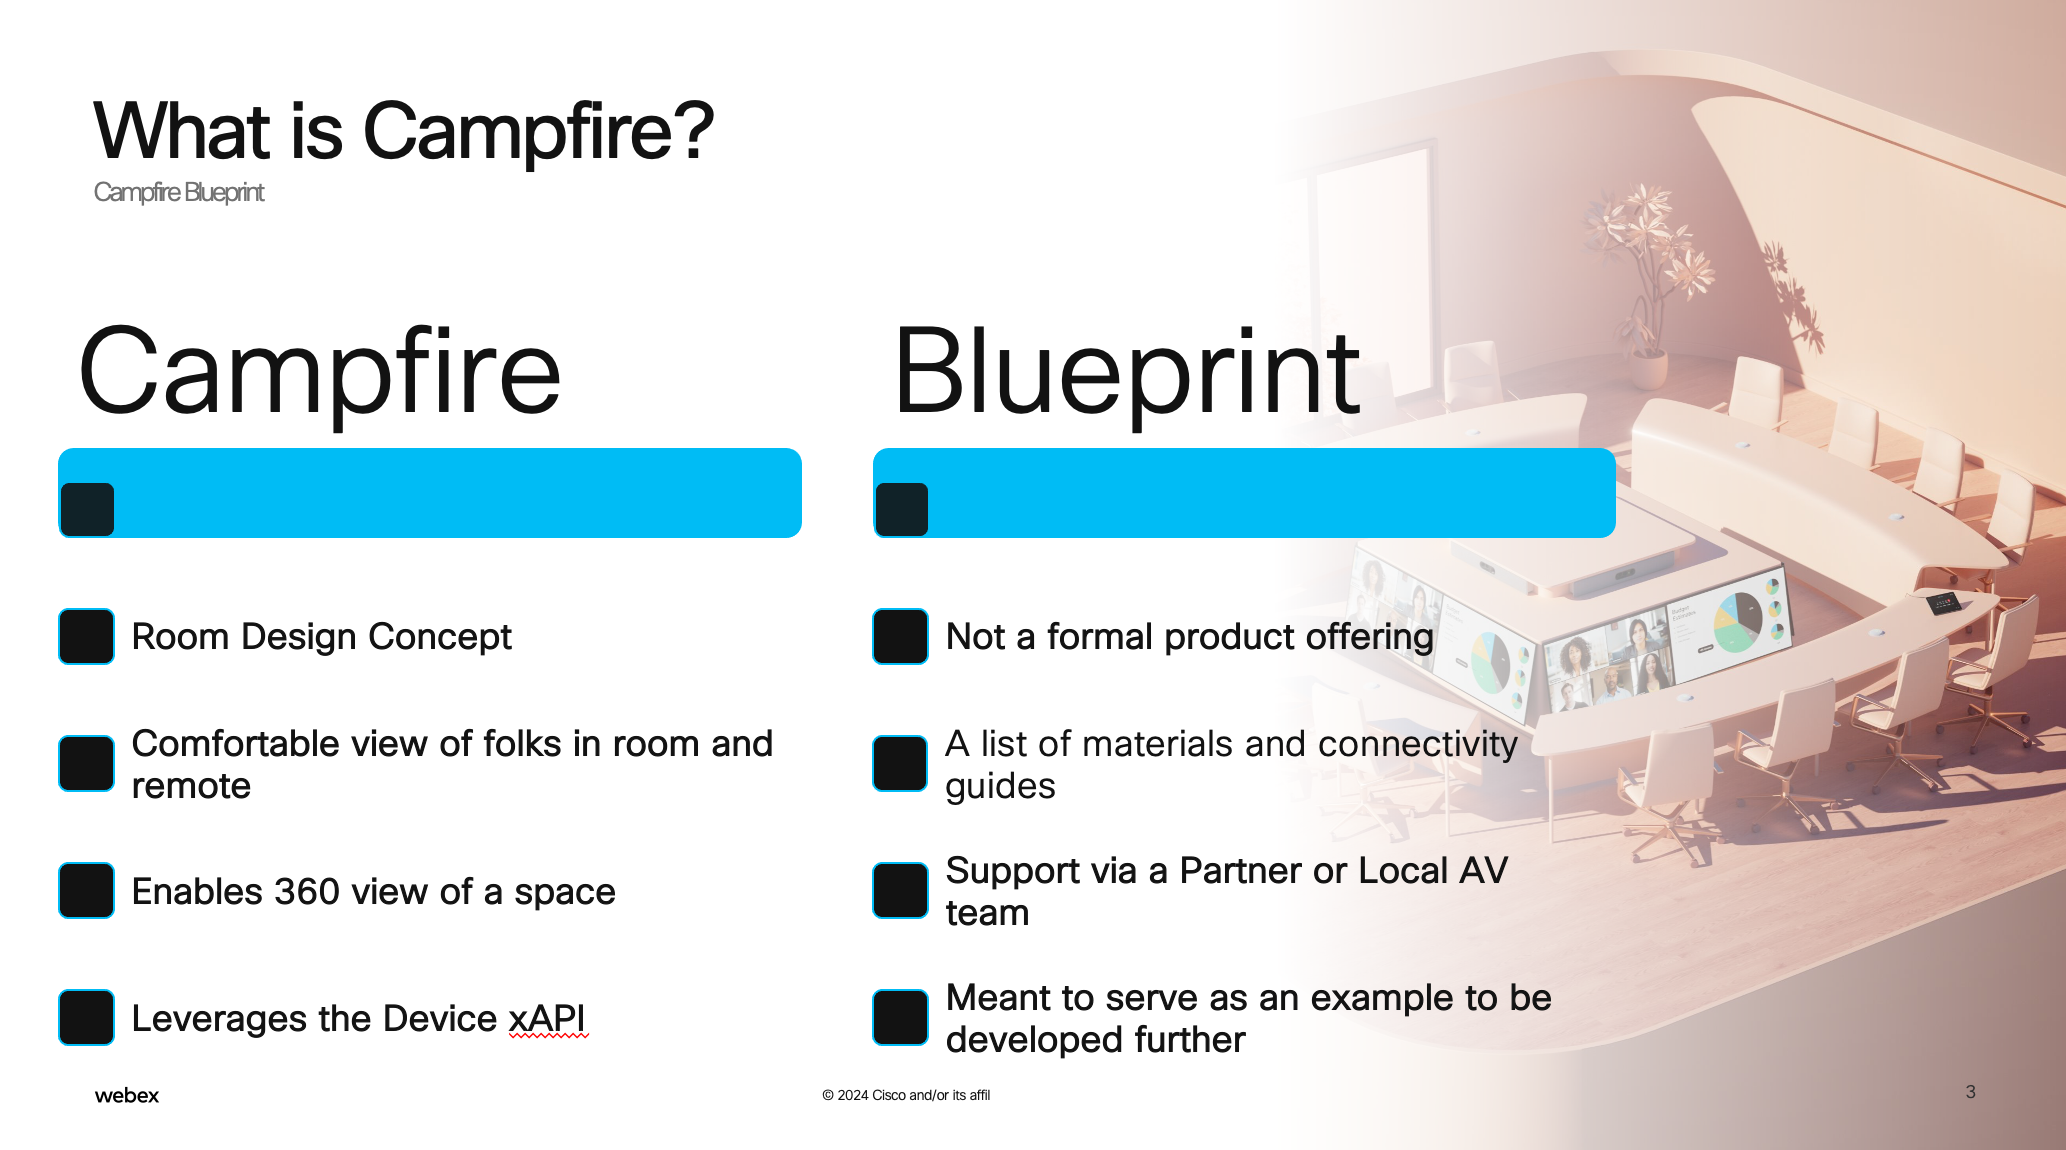 What is Campfire?
Campfire Blueprint
Campfire
Room Design Concept
Comfortable view of folks in room and
remote
Enables 360 view of a space
Leverages the Device xAPI
Blueprint
Not a formal product offering
A list of materials and connectivity
guides
Support via a Partner or Local AV
team
Meant to serve as an example to be
developed further
webex
© 2024 Cisco and/or its affil
3